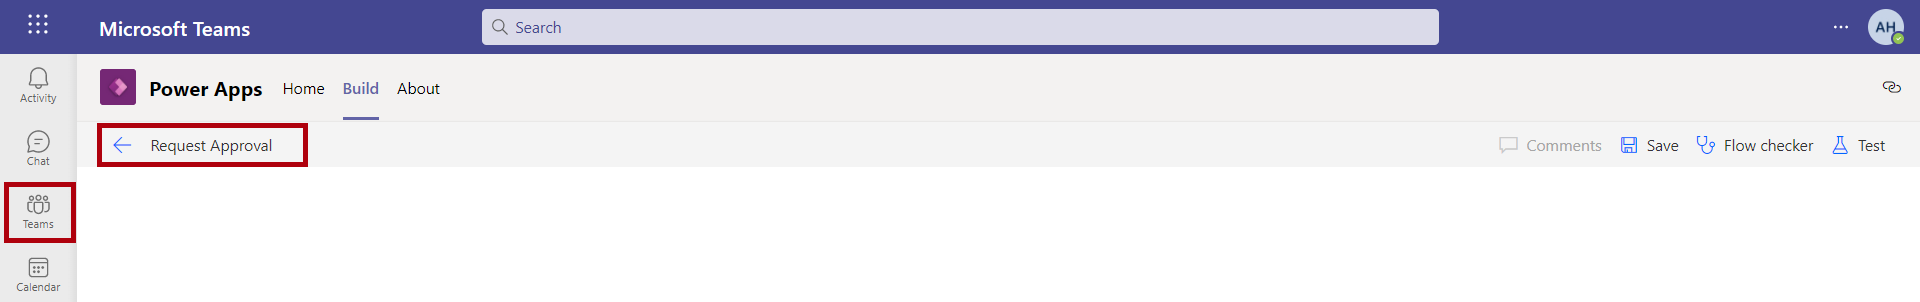 Microsoft Teams
Search
AH
Activity
Chat
Teams
Calendar
Power Apps Home Build About
Request Approval
Comments Save Flow checker Test